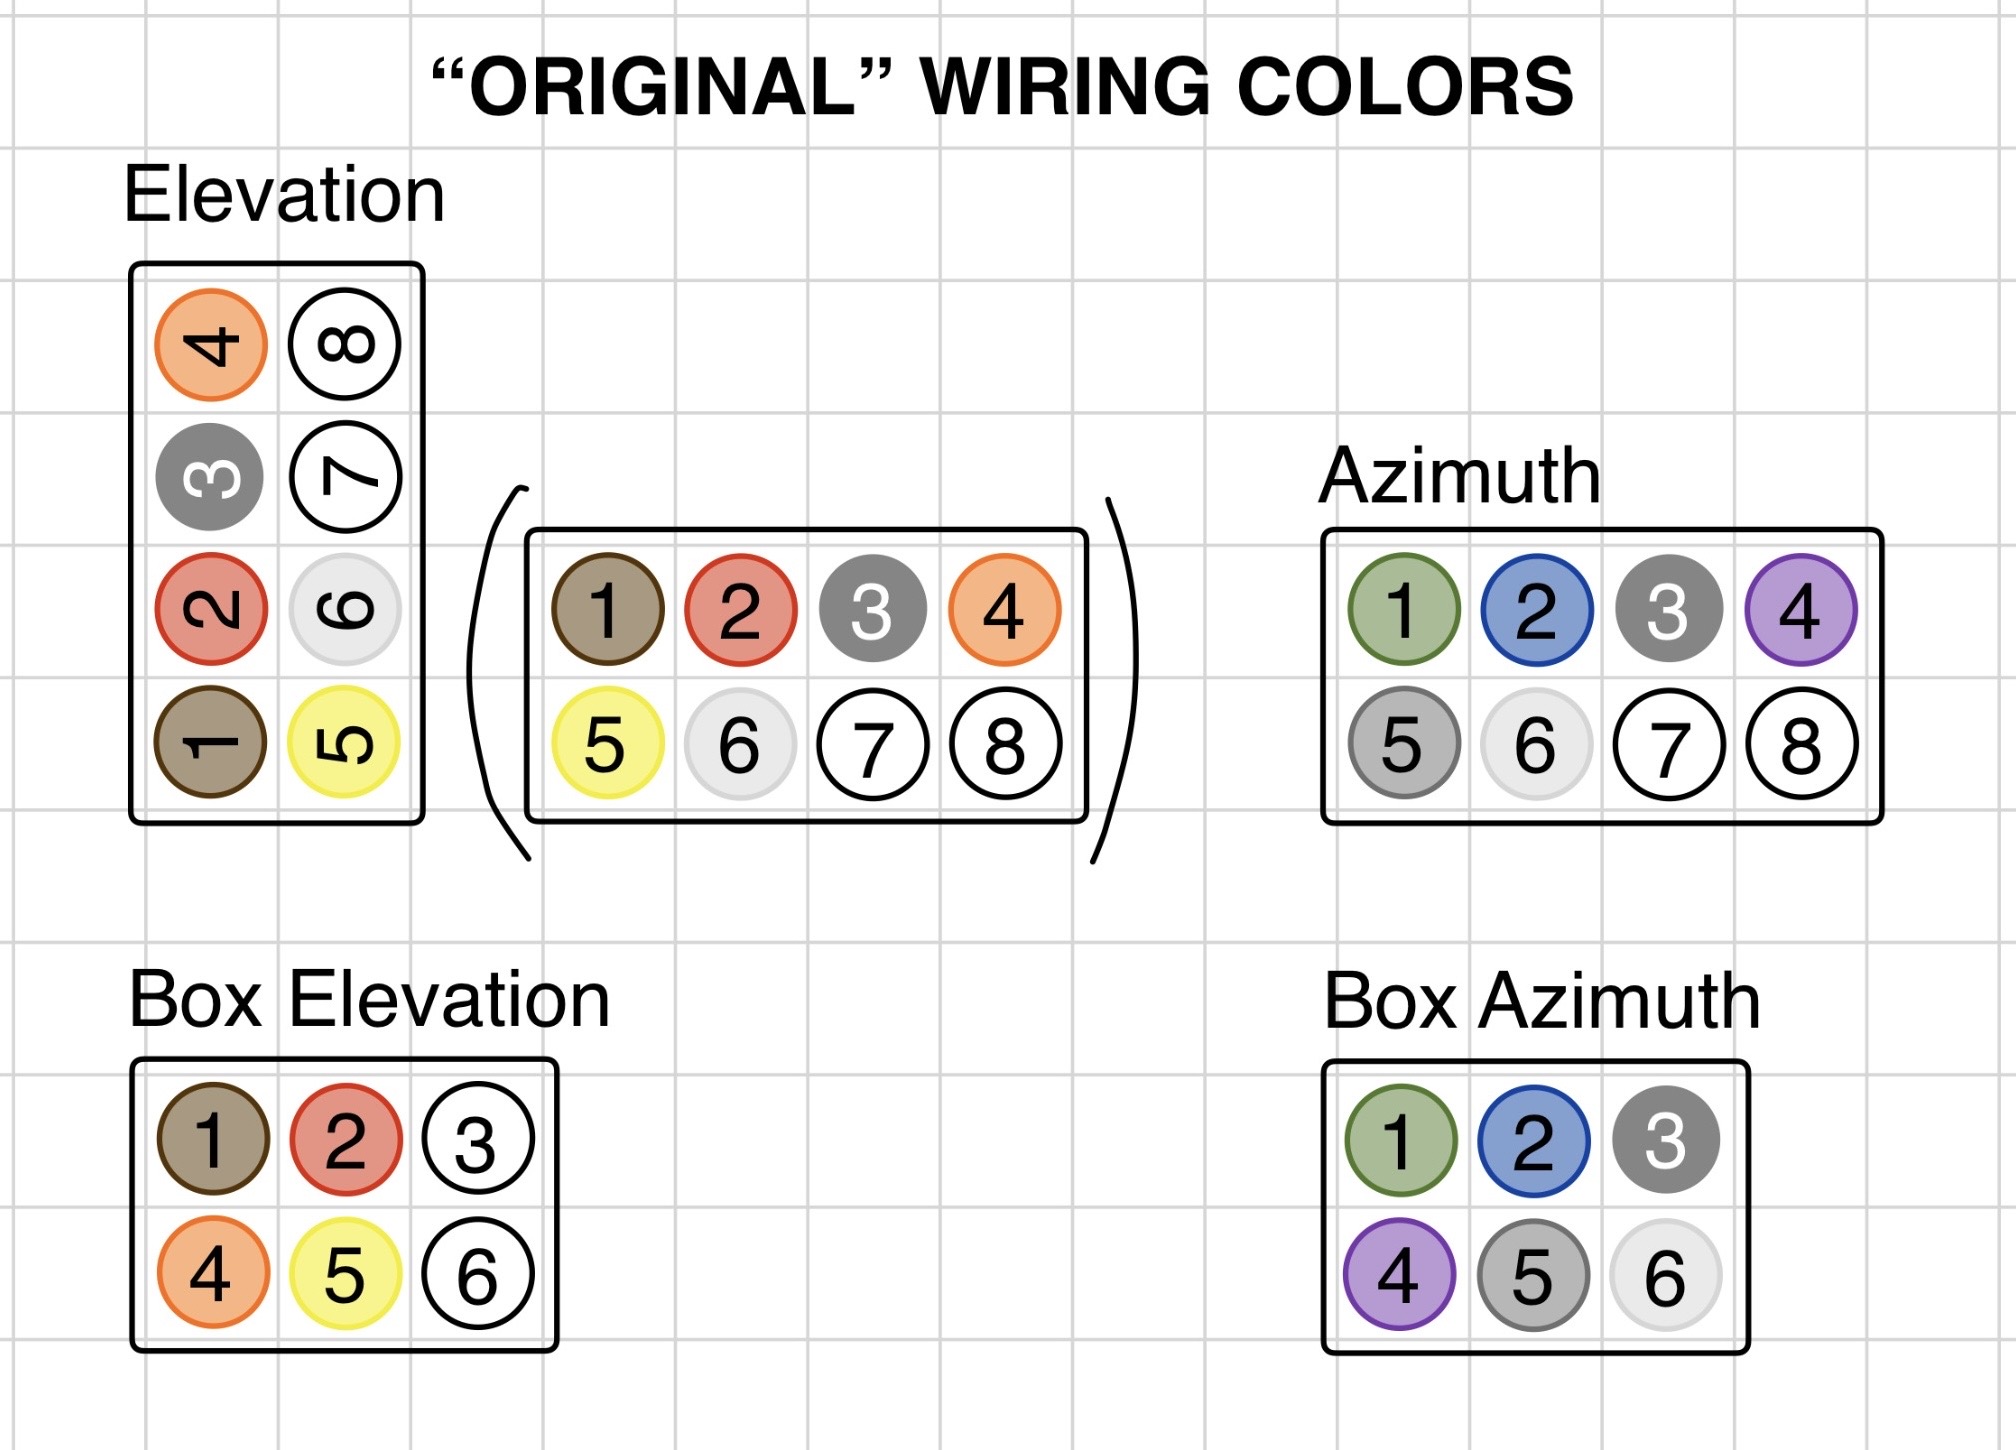 “ORIGINAL” WIRING COLORS
Elevation
4 8
3 7
2 6
1 5
1 2 3 4
5 6 7 8
Azimuth
1 2 3 4
5 6 7 8
Box Elevation
1 2 3
4 5 6
Box Azimuth
1 2 3
4 5 6